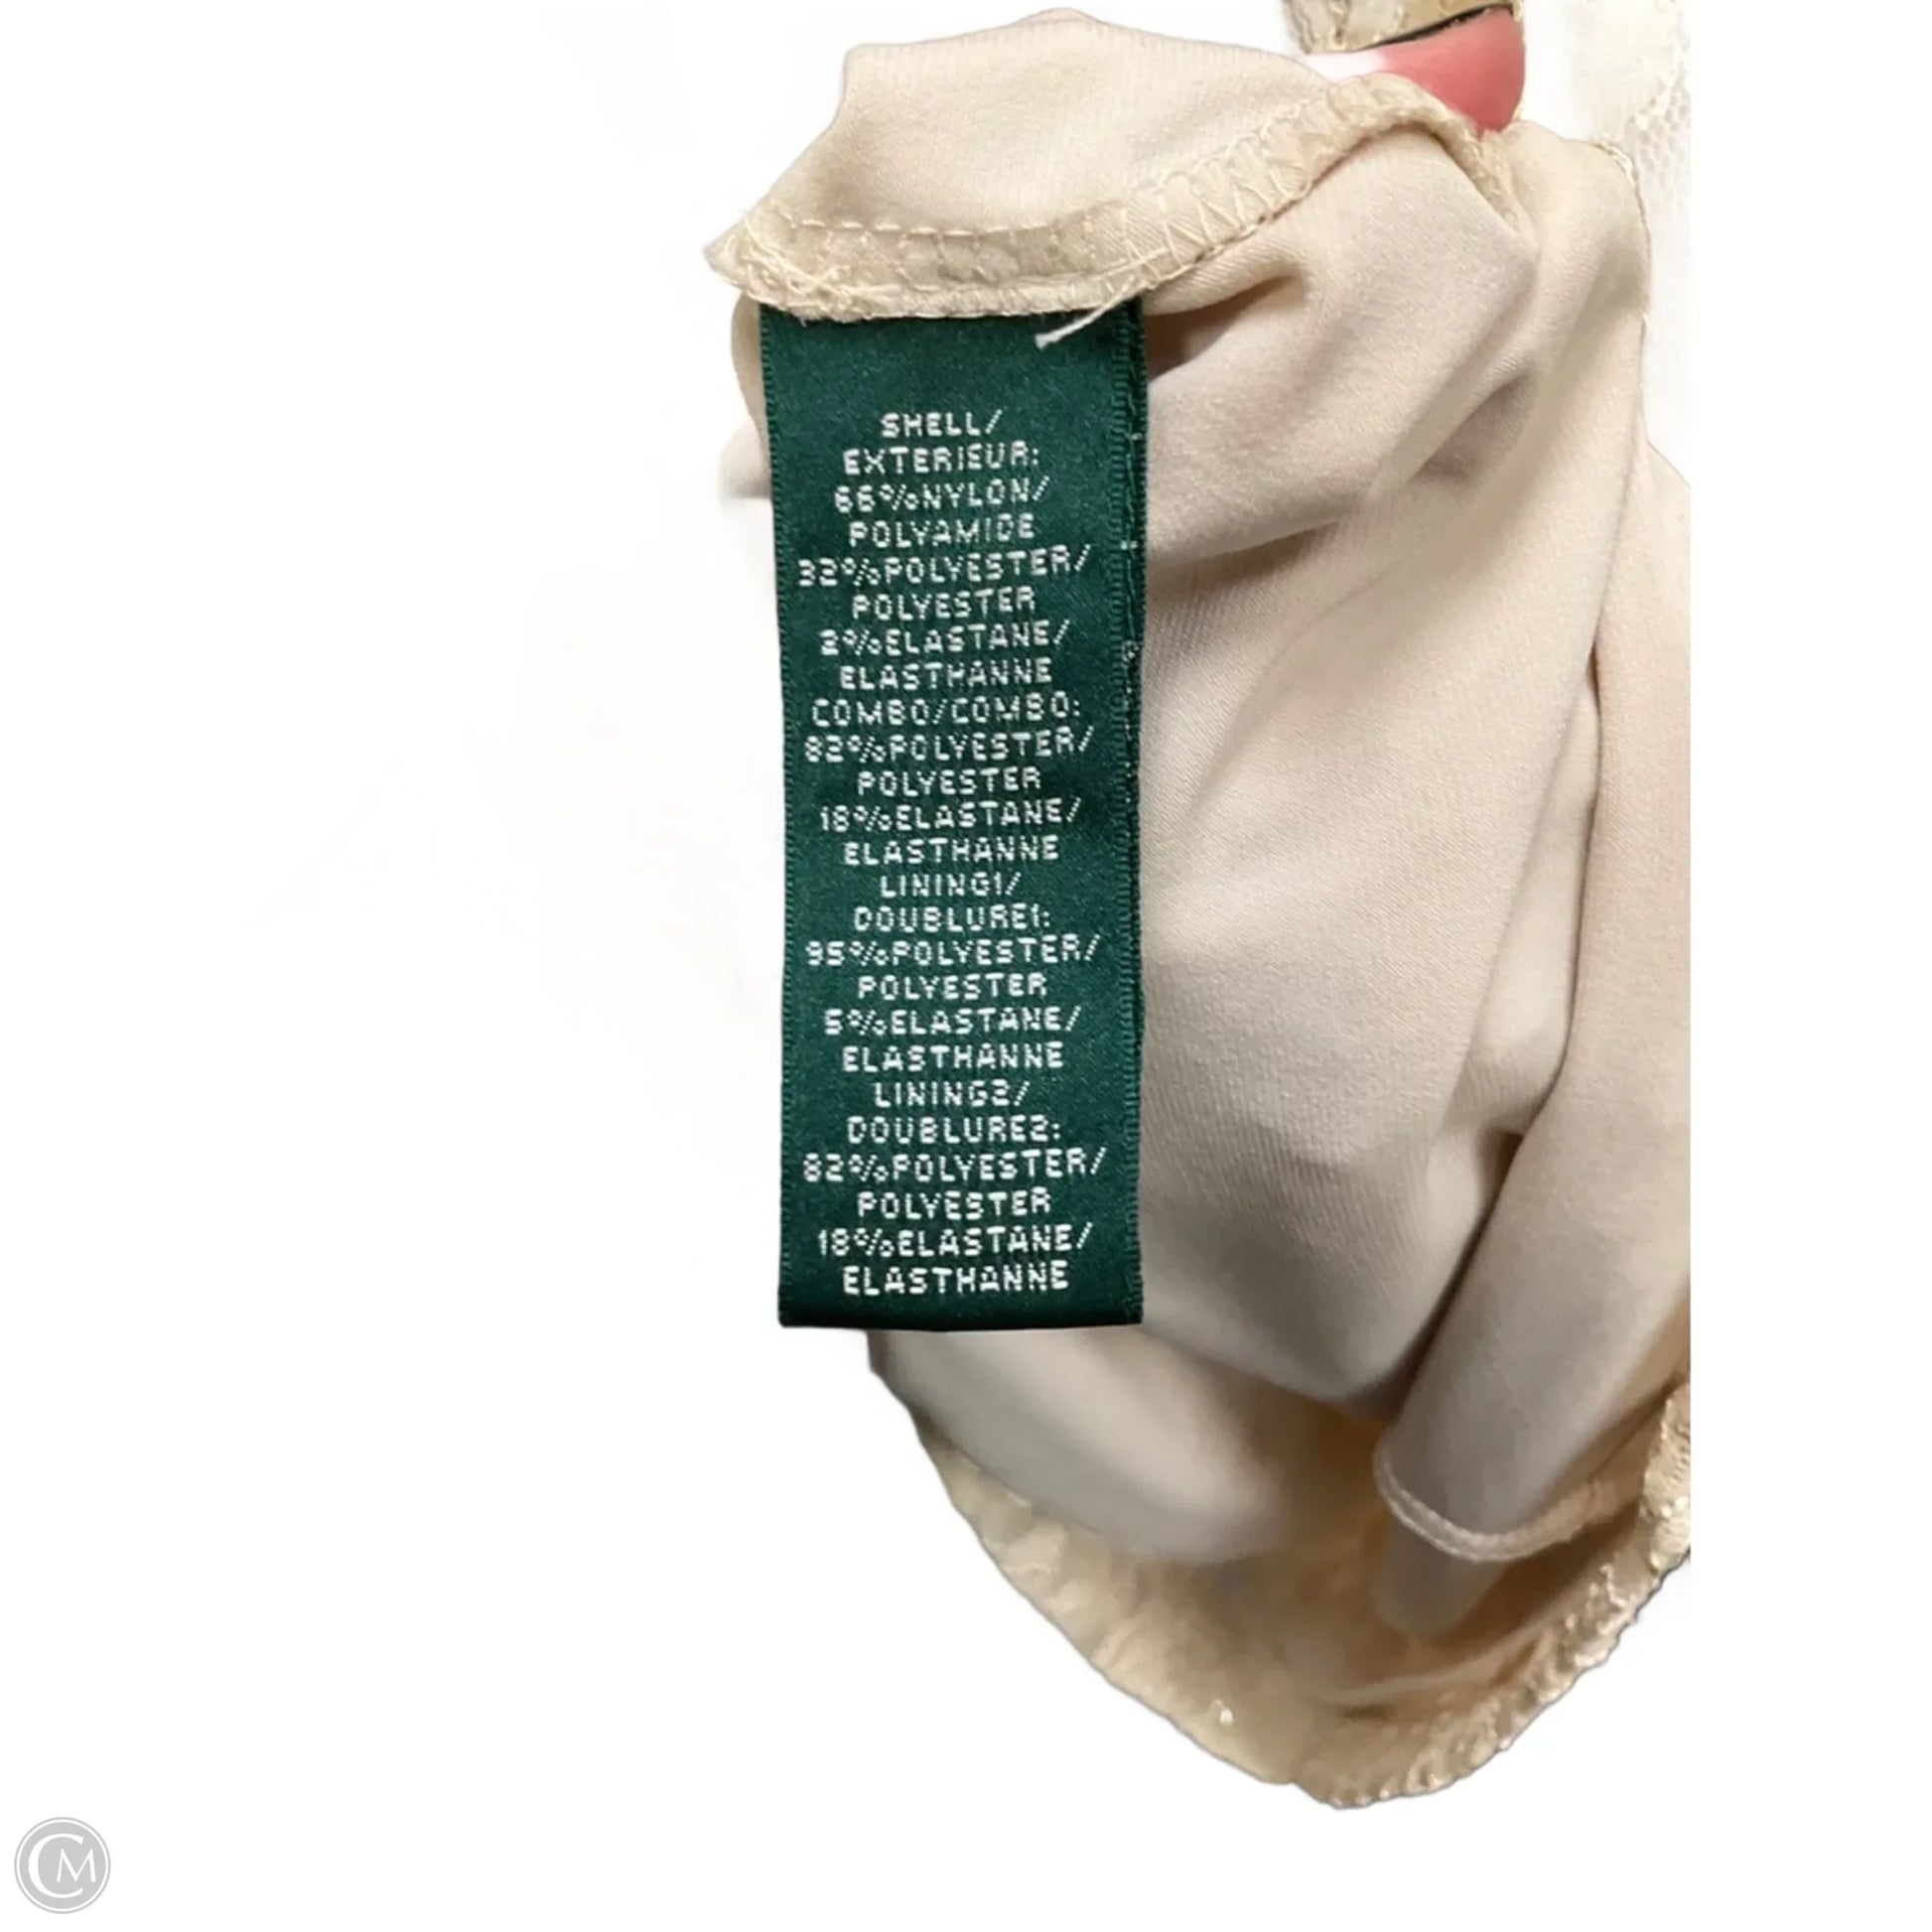 SHELL/
EXTERIEUR:
66%NYLON/
POLYAMIDE
32%POLYESTER/
POLYESTER
2%ELASTANE/
ELASTHANNE
COMBO/COMBO:
82%POLYESTER/
POLYESTER
18%ELASTANE/
ELASTHANNE
LINING1/
DOUBLURE1:
95%POLYESTER/
POLYESTER
5%ELASTANE/
ELASTHANNE
LINING2/
DOUBLURE2:
82%POLYESTER/
POLYESTER
18%ELASTANE/
ELASTHANNE
CM